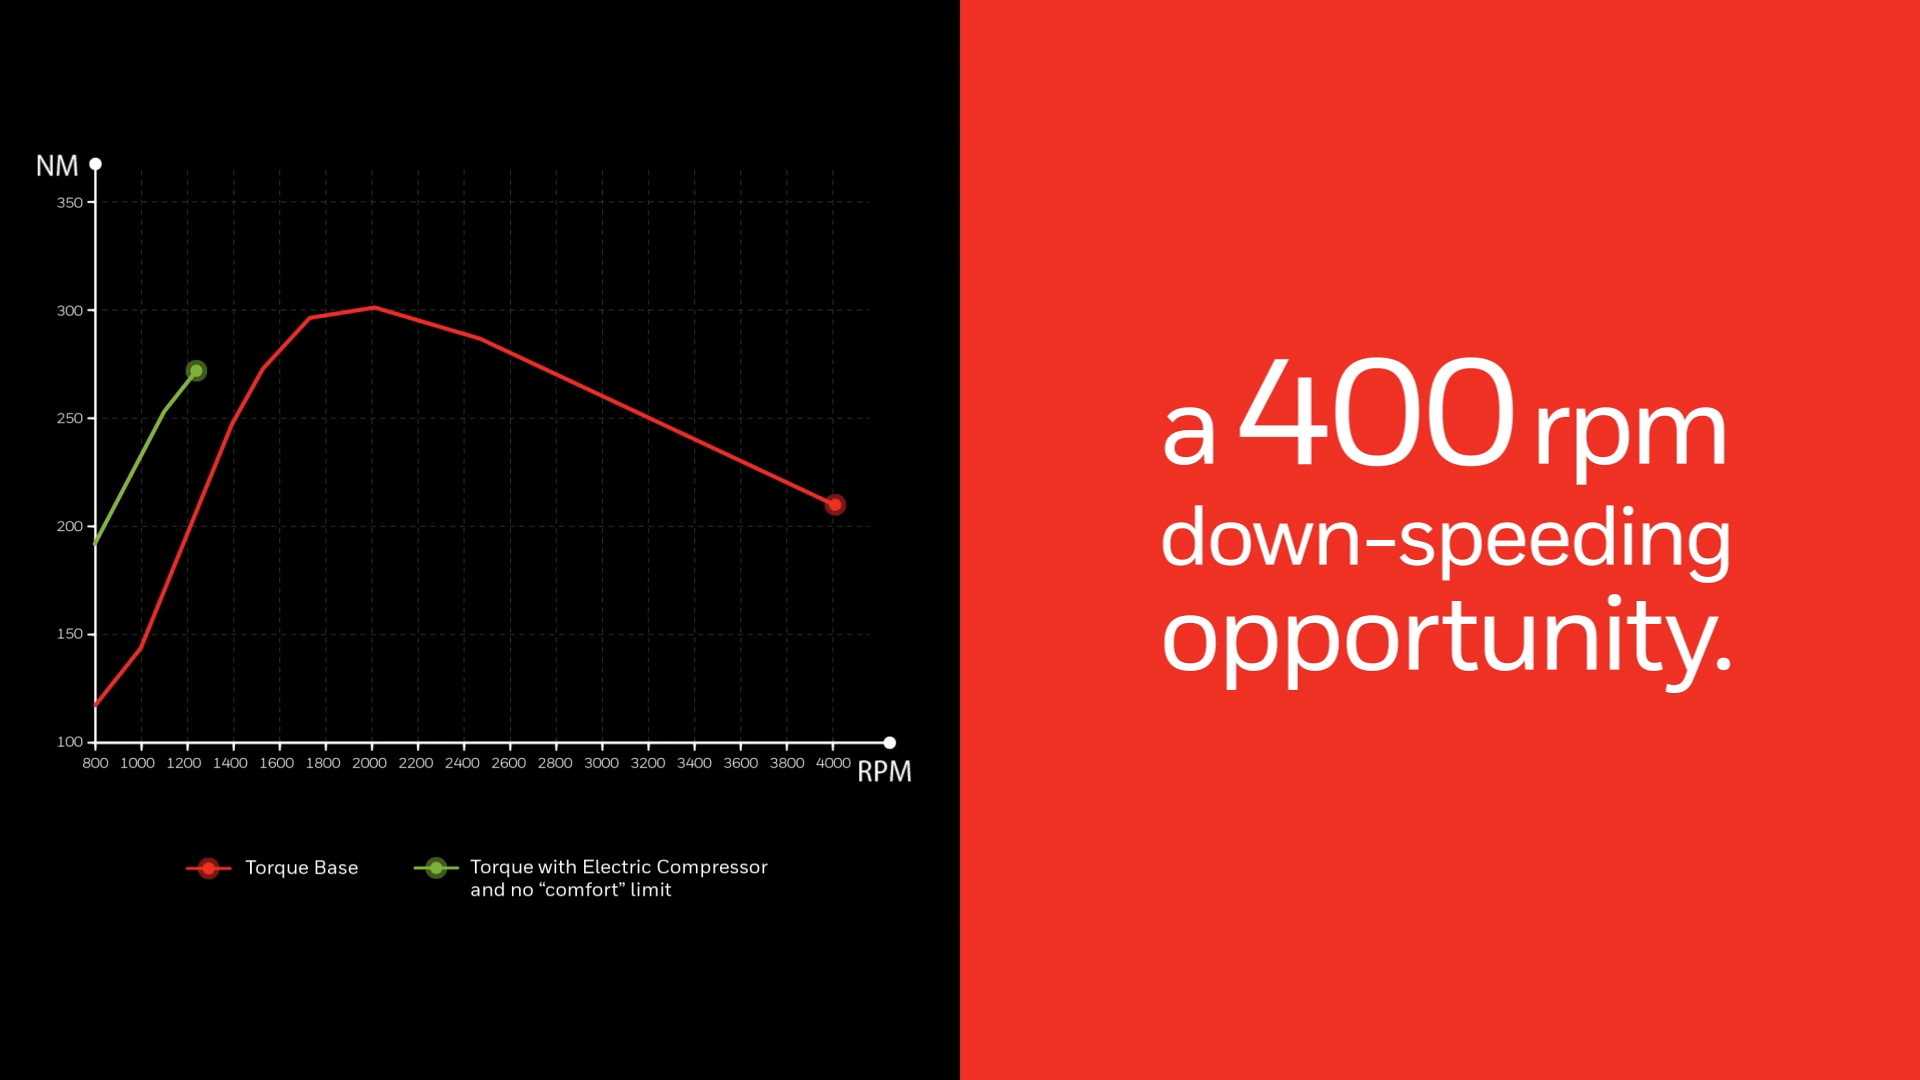 NM
350
300
250
200
150
100
800 1000 1200 1400 1600 1800 2000 2200 2400 2600 2800 3000 3200 3400 3600 3800 4000
RPM
Torque Base
Torque with Electric Compressor
and no “comfort” limit
a 400 rpm
down-speeding
opportunity.